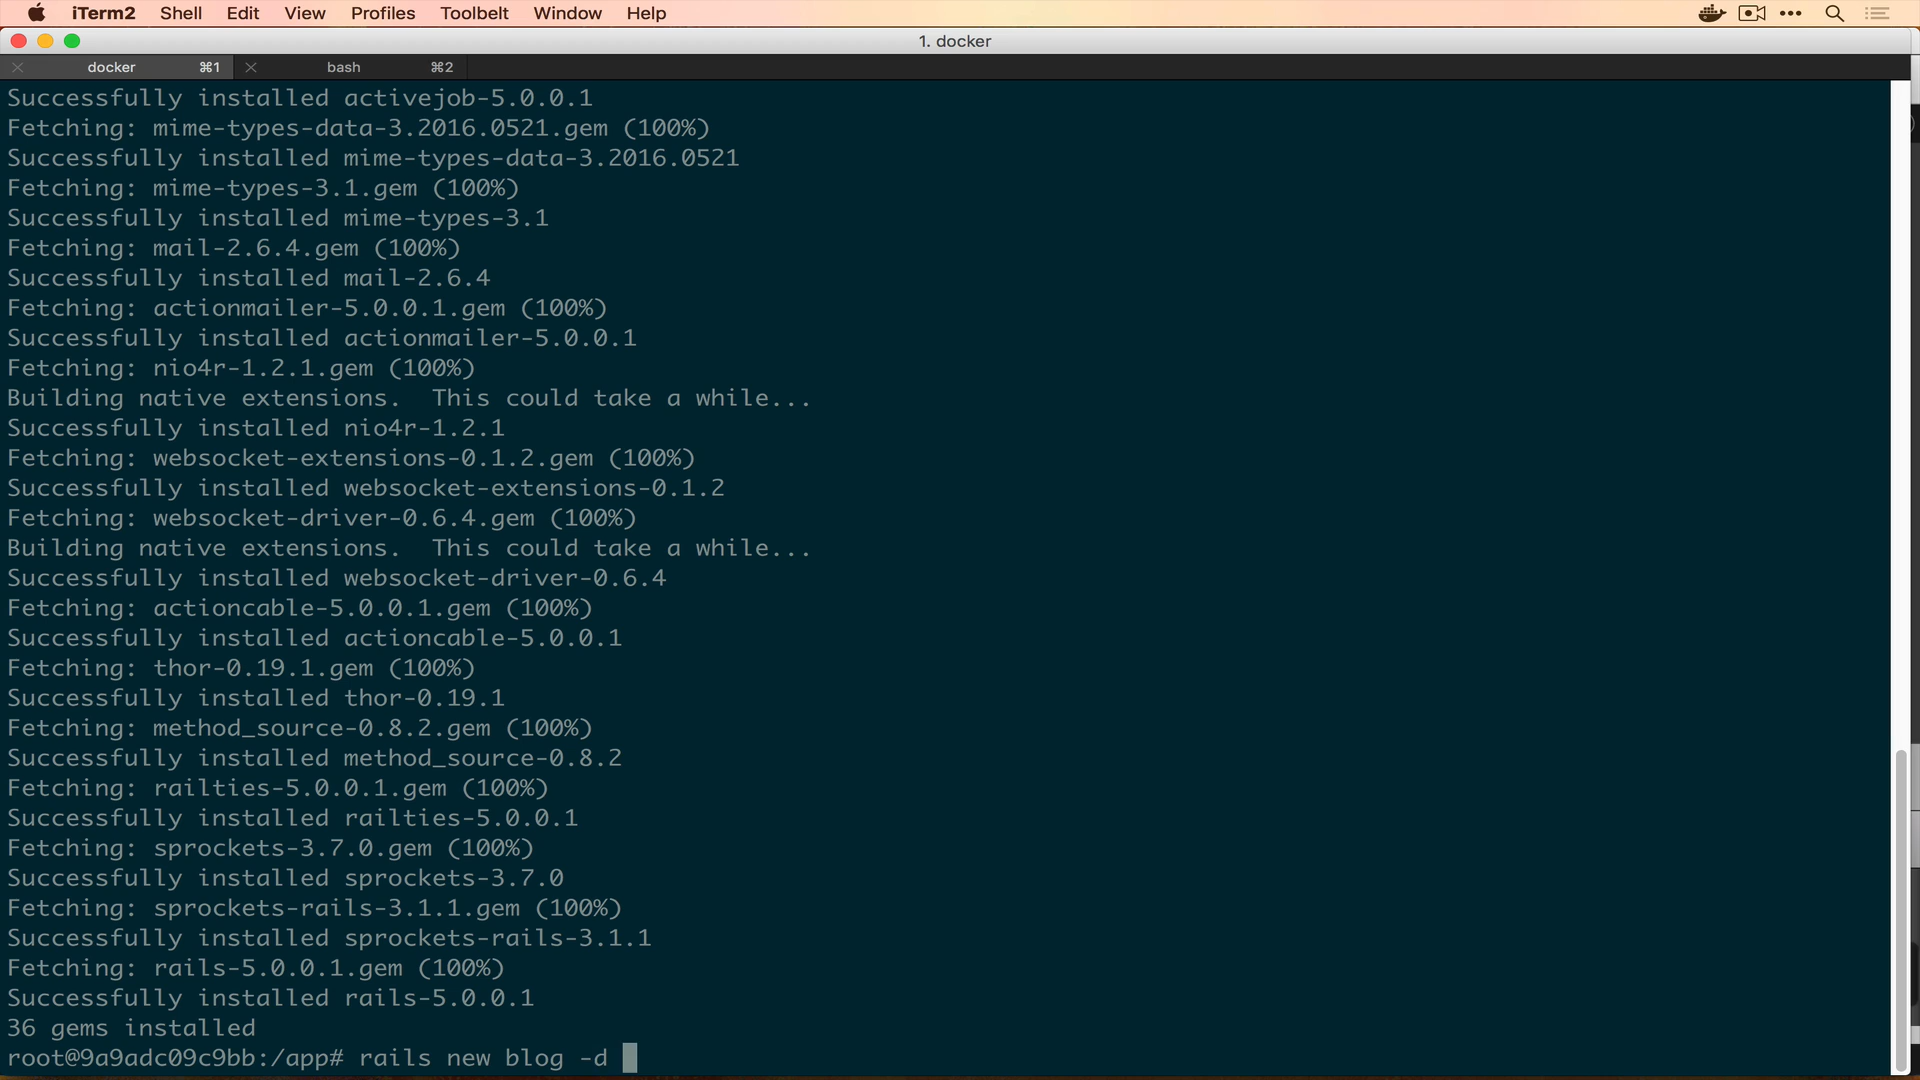 iTerm2 Shell Edit View Profiles Toolbelt Window Help
1. docker
docker ⌘1 bash ⌘2
Successfully installed activejob-5.0.0.1
Fetching: mime-types-data-3.2016.0521.gem (100%)
Successfully installed mime-types-data-3.2016.0521
Fetching: mime-types-3.1.gem (100%)
Successfully installed mime-types-3.1
Fetching: mail-2.6.4.gem (100%)
Successfully installed mail-2.6.4
Fetching: actionmailer-5.0.0.1.gem (100%)
Successfully installed actionmailer-5.0.0.1
Fetching: nio4r-1.2.1.gem (100%)
Building native extensions.  This could take a while...
Successfully installed nio4r-1.2.1
Fetching: websocket-extensions-0.1.2.gem (100%)
Successfully installed websocket-extensions-0.1.2
Fetching: websocket-driver-0.6.4.gem (100%)
Building native extensions.  This could take a while...
Successfully installed websocket-driver-0.6.4
Fetching: actioncable-5.0.0.1.gem (100%)
Successfully installed actioncable-5.0.0.1
Fetching: thor-0.19.1.gem (100%)
Successfully installed thor-0.19.1
Fetching: method_source-0.8.2.gem (100%)
Successfully installed method_source-0.8.2
Fetching: railties-5.0.0.1.gem (100%)
Successfully installed railties-5.0.0.1
Fetching: sprockets-3.7.0.gem (100%)
Successfully installed sprockets-3.7.0
Fetching: sprockets-rails-3.1.1.gem (100%)
Successfully installed sprockets-rails-3.1.1
Fetching: rails-5.0.0.1.gem (100%)
Successfully installed rails-5.0.0.1
36 gems installed
root@9a9adc09c9bb:/app# rails new blog -d